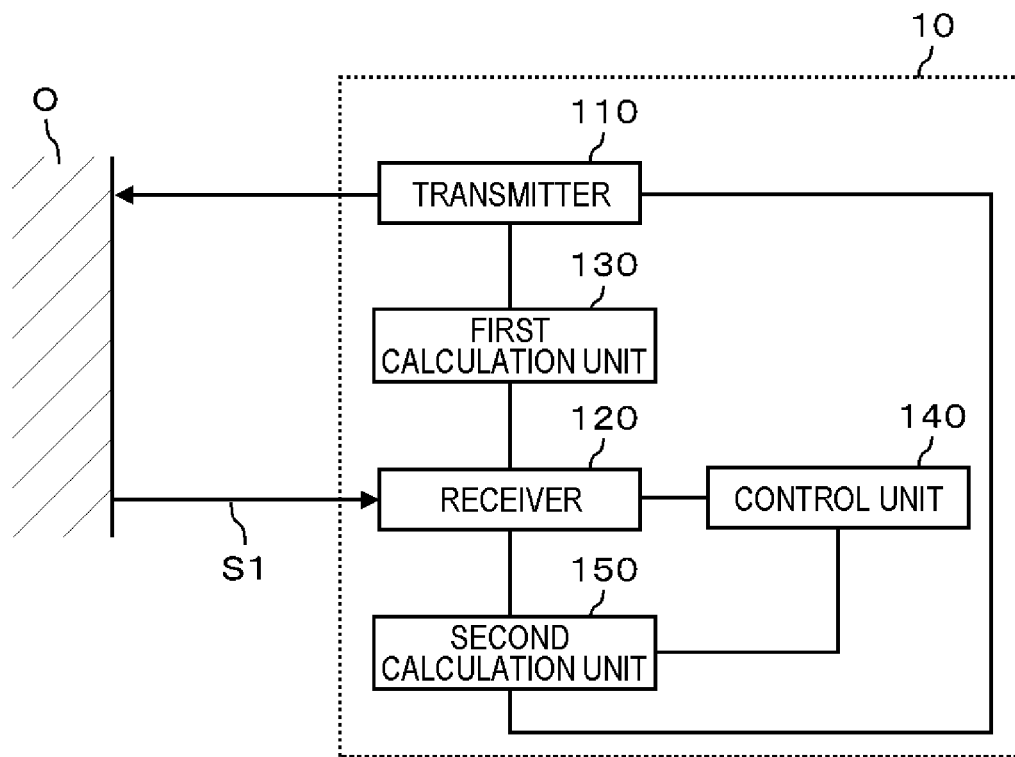 10
O
110
TRANSMITTER
130
FIRST
CALCULATION UNIT
120
140
RECEIVER
CONTROL UNIT
S1
150
SECOND
CALCULATION UNIT